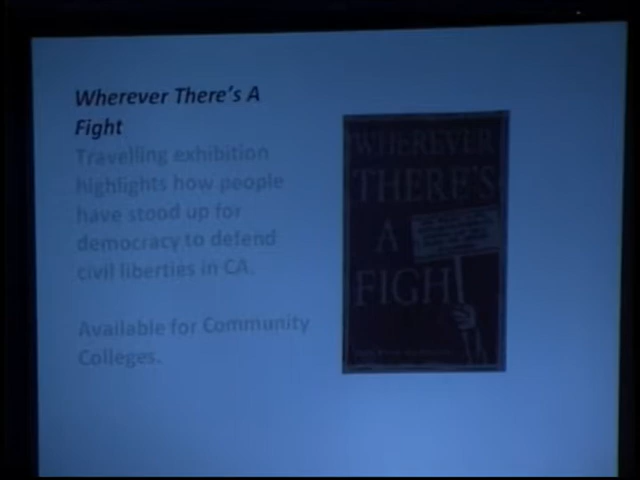 Wherever There's A
Fight
Travelling exhibition
highlights how people
have stood up for
democracy to defend
civil liberties in CA.
Available for Community
Colleges.
WHEREVER
THERE'S
A
FIGHT